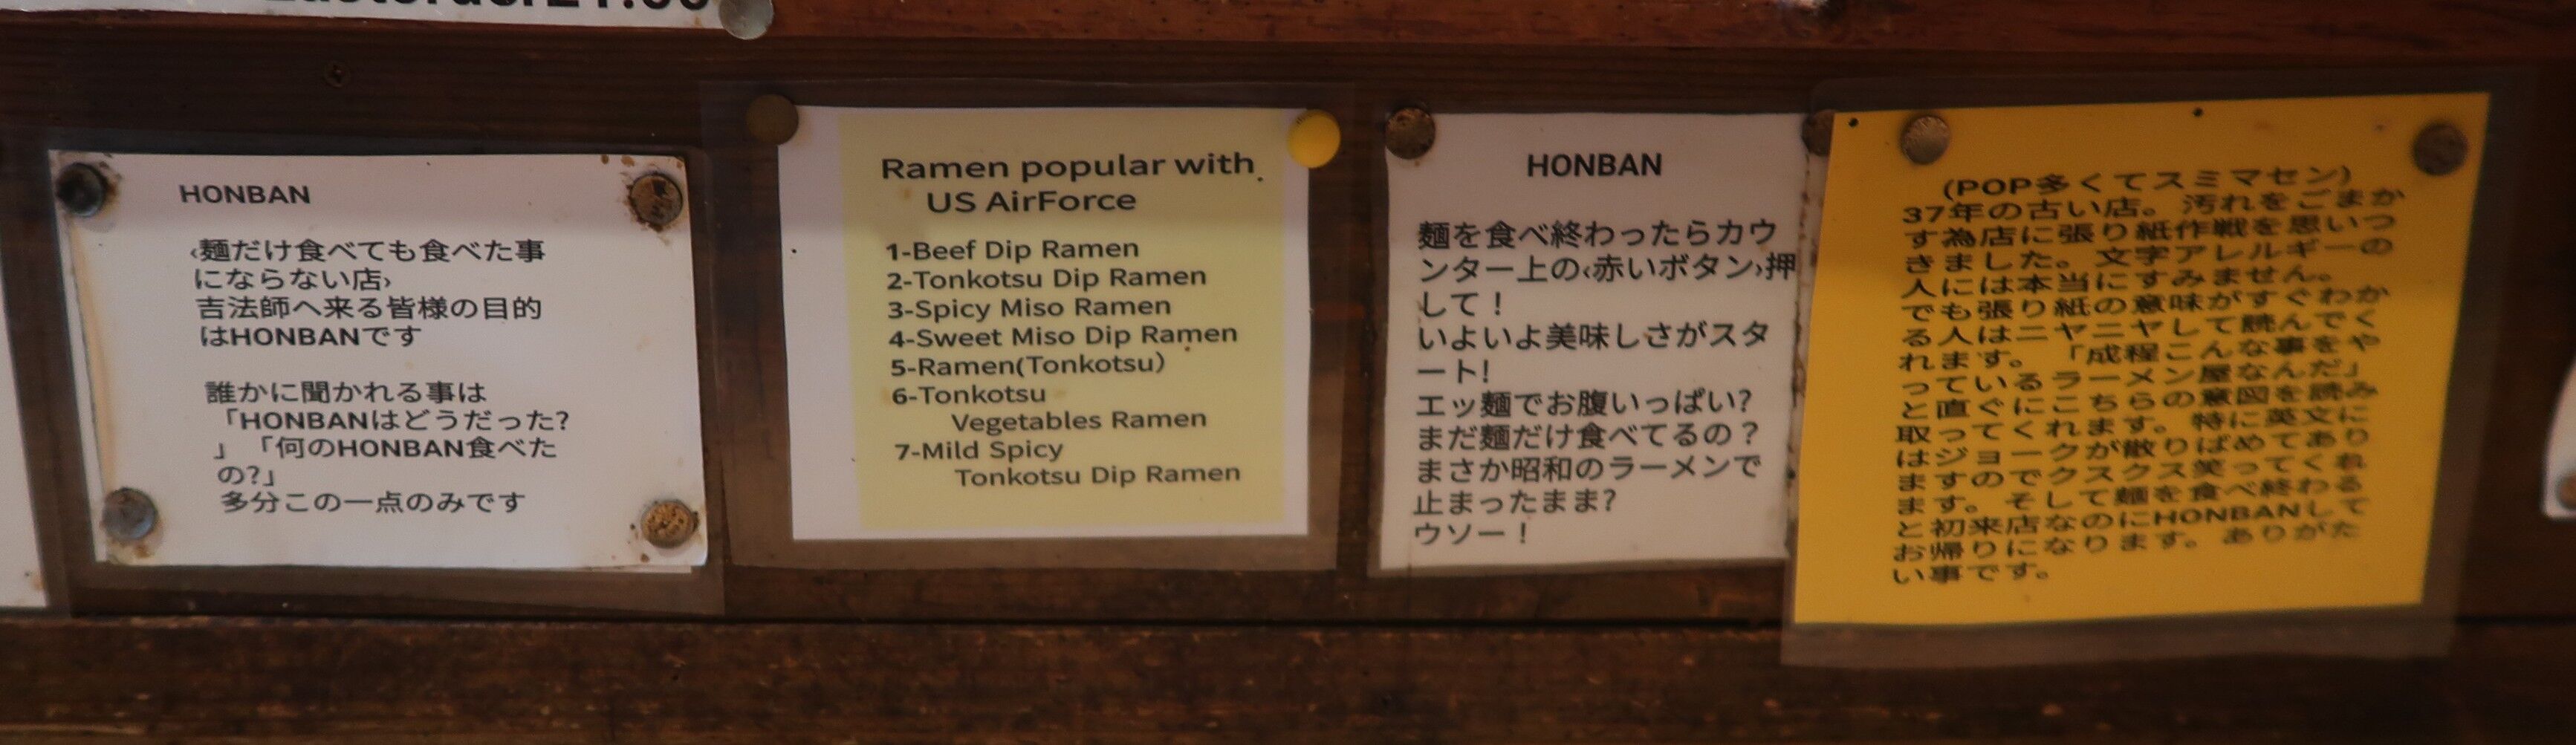 HONBAN
‹麺だけ食べても食べた事
にならない店›
吉法師へ来る皆様の目的
はHONBANです
誰かに聞かれる事は
「HONBANはどうだった?
」「何のHONBAN食べた
の?」
多分この一点のみです
Ramen popular with.
US AirForce
1-Beef Dip Ramen
2-Tonkotsu Dip Ramen
3-Spicy Miso Ramen
4-Sweet Miso Dip Ramen
5-Ramen(Tonkotsu)
6-Tonkotsu
Vegetables Ramen
7-Mild Spicy
Tonkotsu Dip Ramen
HONBAN
麺を食べ終わったらカウ
ンター上の‹赤いボタン›押
して！
いよいよ美味しさがスタ
ート!
エッ麺でお腹いっぱい?
まだ麺だけ食べてるの？
まさか昭和のラーメンで
止まったまま?
ウソー！
(POP多くてスミマセン)
37年の古い店。汚れをごまか
す為店に張り紙作戦を思いつ
きました。文字アレルギーの
人には本当にすみません。
でも張り紙の意味がすぐわか
る人はニヤニヤして読んでく
れます。「成程こんな事をや
っているラーメン屋なんだ」
と直ぐにこちらの意図を読み
取ってくれます。特に英文に
はジョークが散りばめてあり
ますのでクスクス笑ってくれ
ます。そして麺を食べ終わる
と初来店なのにHONBANして
お帰りになります。ありがた
い事です。